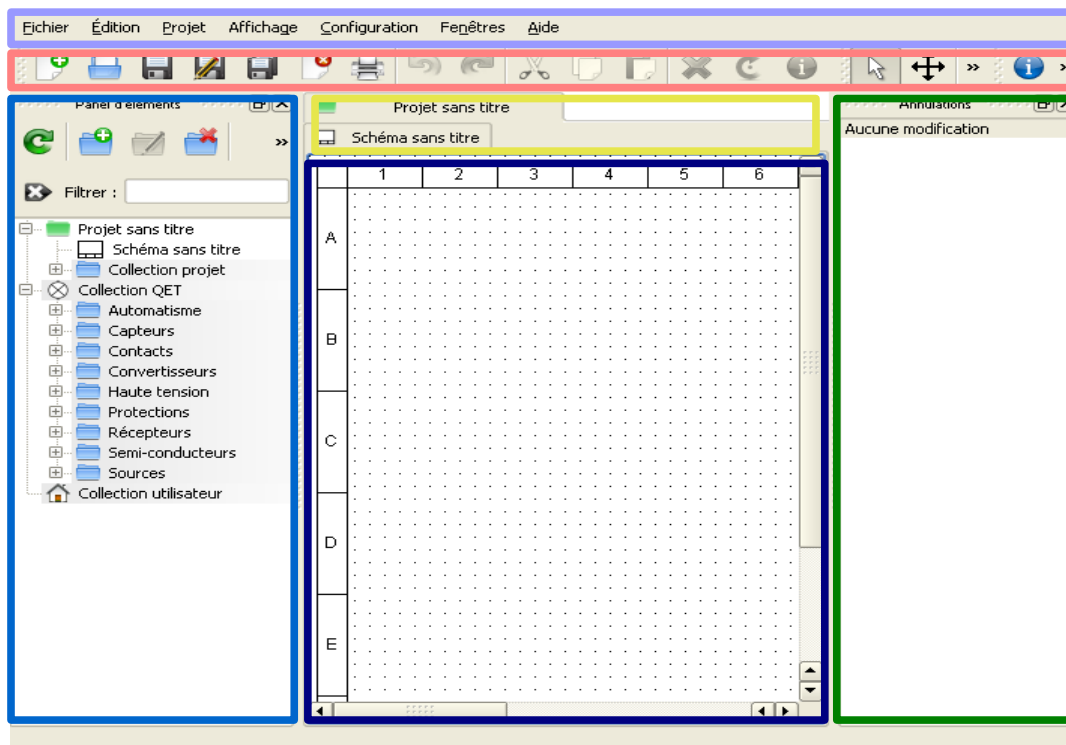 Fichier Édition Projet Affichage Configuration Fenêtres Aide
Panel d'éléments
Projet sans titre
Annulations
Schéma sans titre
Aucune modification
Filtrer :
1 2 3 4 5 6
Projet sans titre
Schéma sans titre
Collection projet
Collection QET
Automatisme
Capteurs
Contacts
Convertisseurs
Haute tension
Protections
Récepteurs
Semi-conducteurs
Sources
Collection utilisateur
A
B
C
D
E